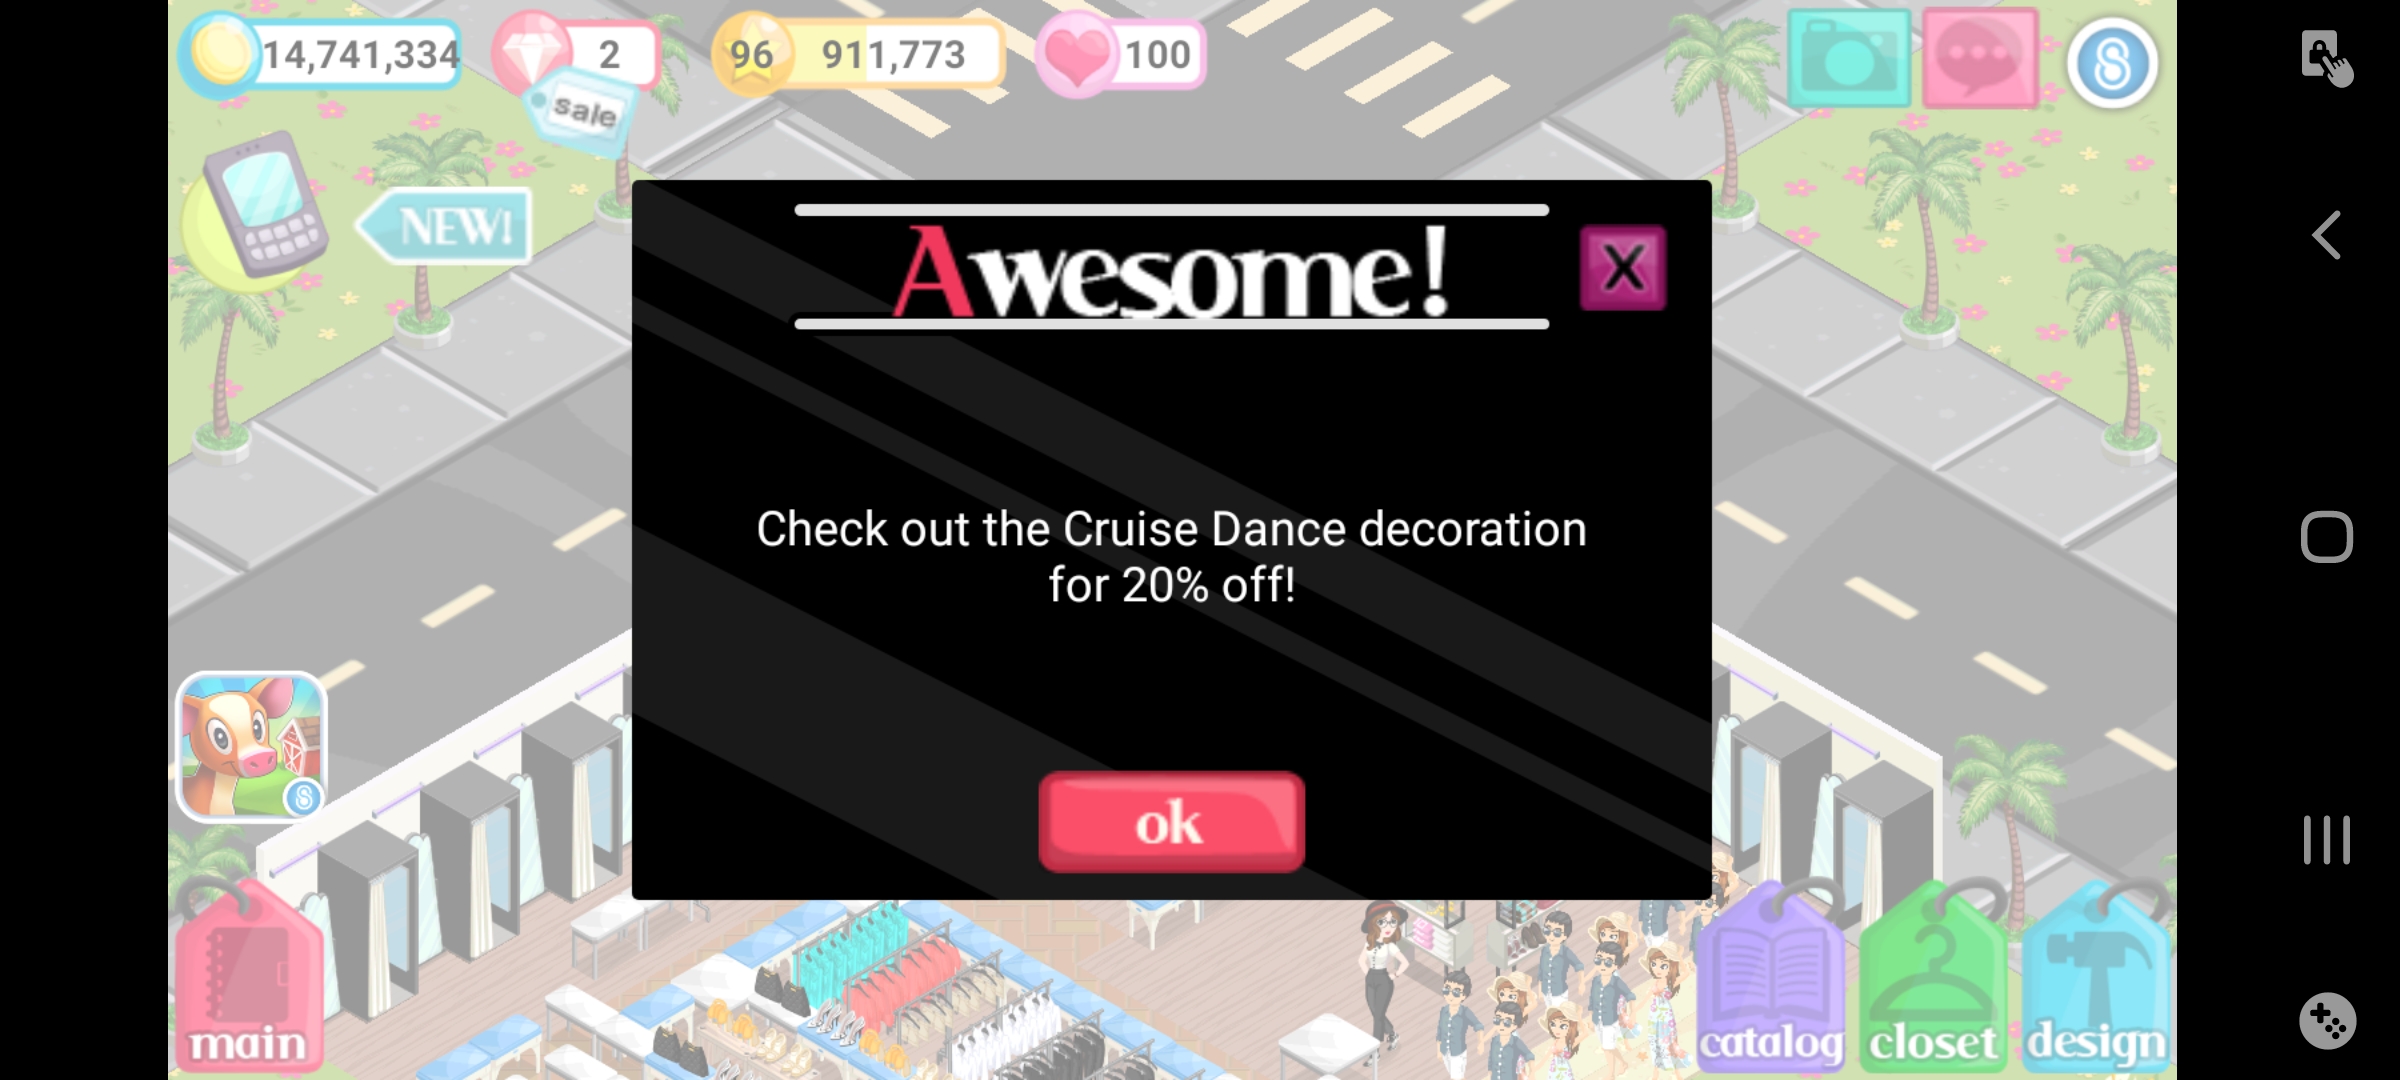 14,741,334
2
96
911,773
100
sale
NEW!
Awesome!
X
Check out the Cruise Dance decoration
for 20% off!
ok
main
catalog
closet
design